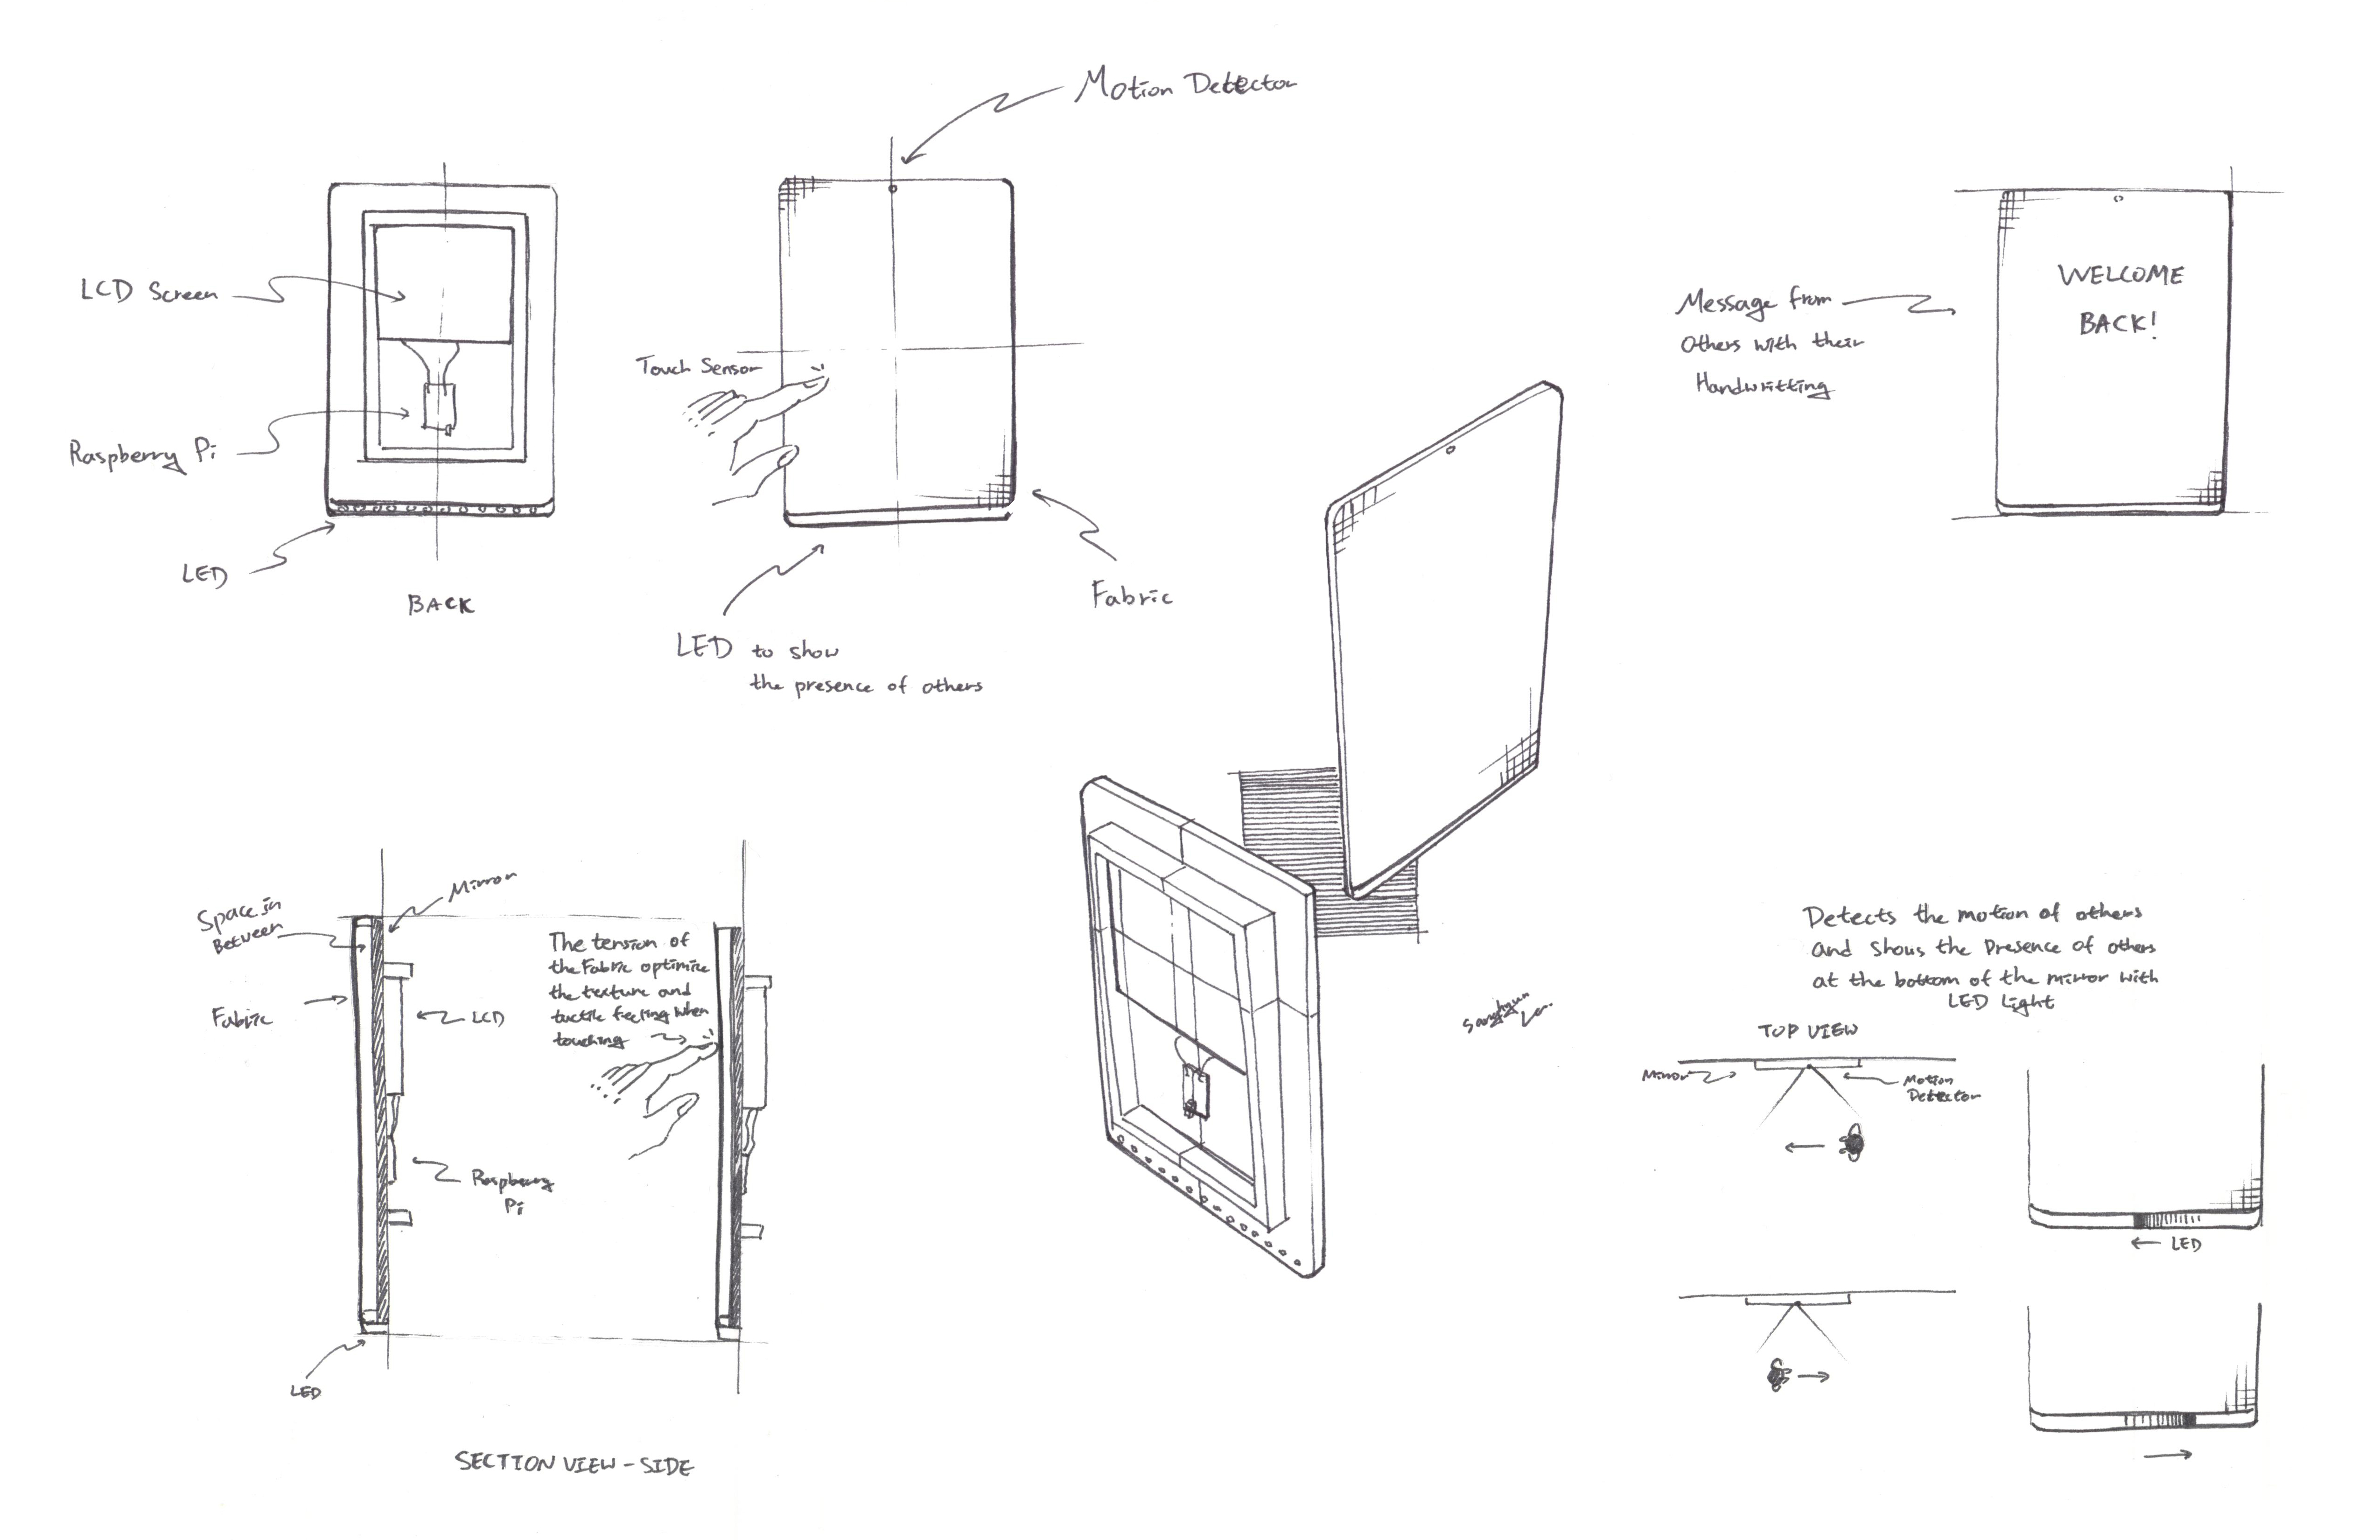 Motion Detector
LCD Screen
Raspberry Pi
LED
BACK
Touch Sensor
Fabric
LED to show
the presence of others
Message from
Others with their
Handwritting
WELCOME
BACK!
Space in
Between
Mirror
Fabric
LCD
Raspberry
Pi
LED
The tension of
the Fabric optimize
the texture and
tactile feeling when
touching
SECTION VIEW - SIDE
Detects the motion of others
and shows the Presence of others
at the bottom of the mirror with
LED Light
TOP VIEW
Mirror
Motion
Detector
LED